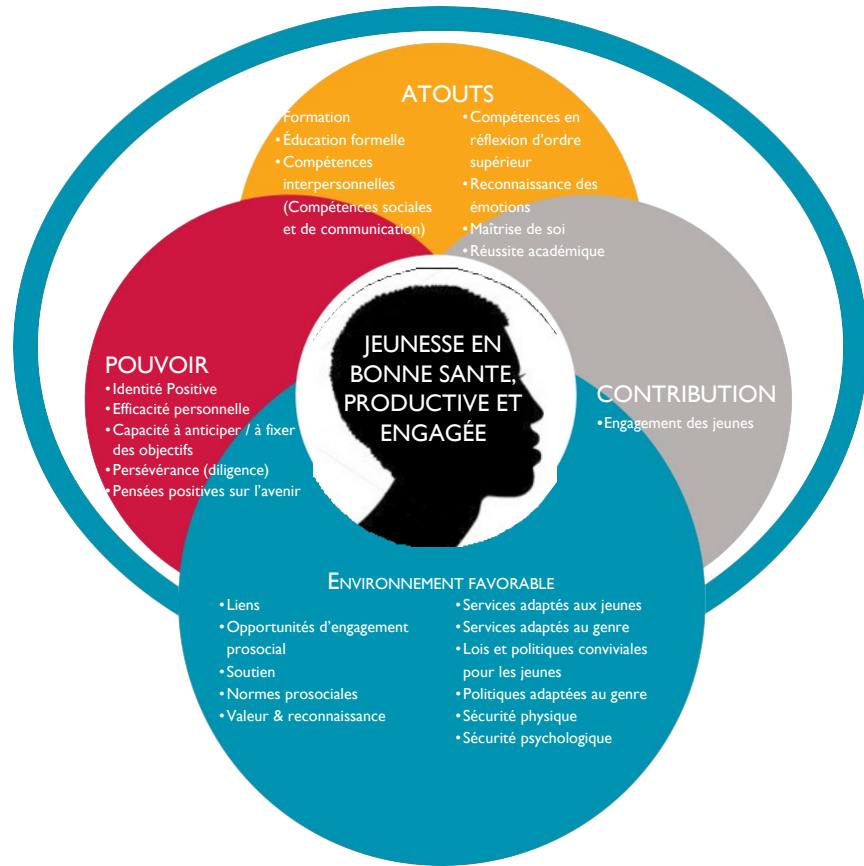 ATOUTS
Formation
• Éducation formelle
• Compétences
interpersonnelles
(Compétences sociales
et de communication)
• Compétences en
réflexion d'ordre
supérieur
• Reconnaissance des
émotions
• Maîtrise de soi
• Réussite académique
POUVOIR
• Identité Positive
• Efficacité personnelle
• Capacité à anticiper / à fixer
des objectifs
• Persévérance (diligence)
• Pensées positives sur l'avenir
JEUNESSE EN
BONNE SANTE,
PRODUCTIVE ET
ENGAGÉE
CONTRIBUTION
• Engagement des jeunes
ENVIRONNEMENT FAVORABLE
• Liens
• Opportunités d'engagement
prosocial
• Soutien
• Normes prosociales
• Valeur & reconnaissance
• Services adaptés aux jeunes
• Services adaptés au genre
• Lois et politiques conviviales
pour les jeunes
• Politiques adaptées au genre
• Sécurité physique
• Sécurité psychologique